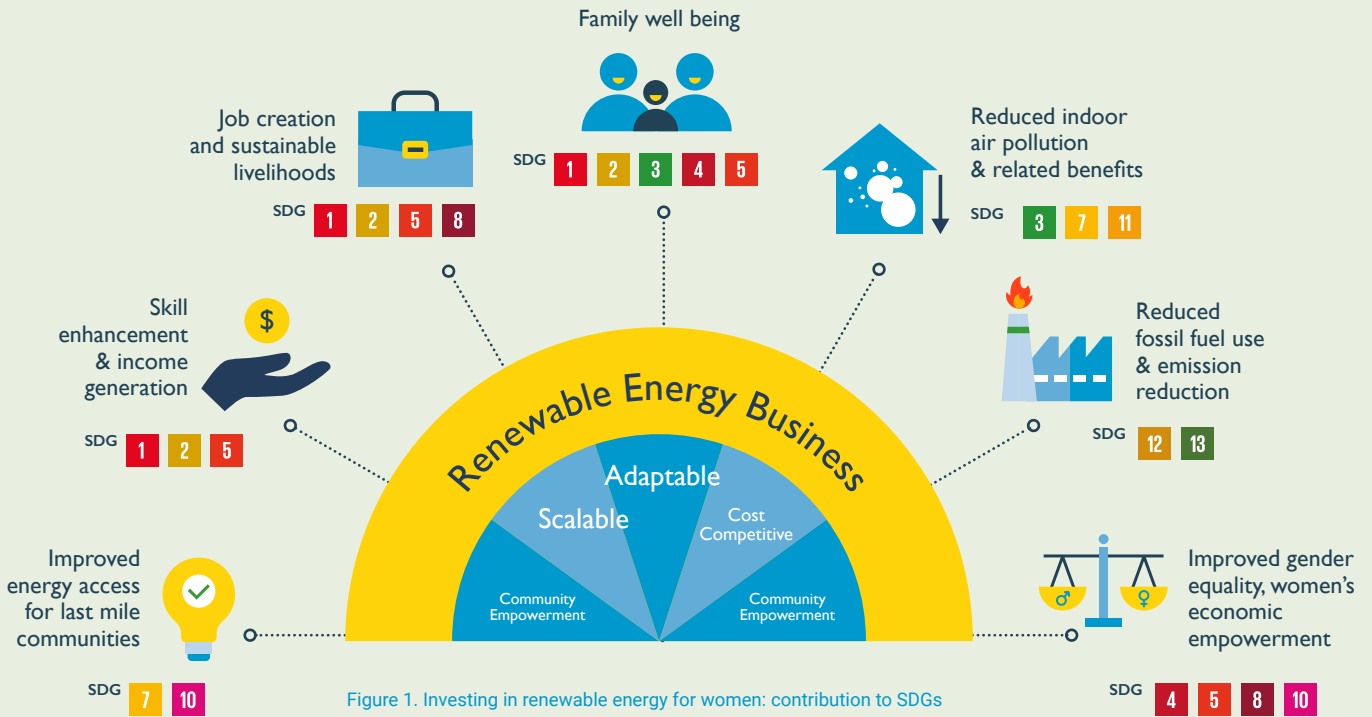 Family well being
SDG 1 2 3 4 5
Job creation
and sustainable
livelihoods
SDG 1 2 5 8
Reduced indoor
air pollution
& related benefits
SDG 3 7 11
Skill
enhancement
& income
generation
$
SDG 1 2 5
Reduced
fossil fuel use
& emission
reduction
SDG 12 13
Renewable Energy Business
Adaptable
Scalable
Cost
Competitive
Community
Empowerment
Community
Empowerment
Improved
energy access
for last mile
communities
SDG 7 10
♂ ♀
Improved gender
equality, women's
economic
empowerment
SDG 4 5 8 10
Figure 1. Investing in renewable energy for women: contribution to SDGs